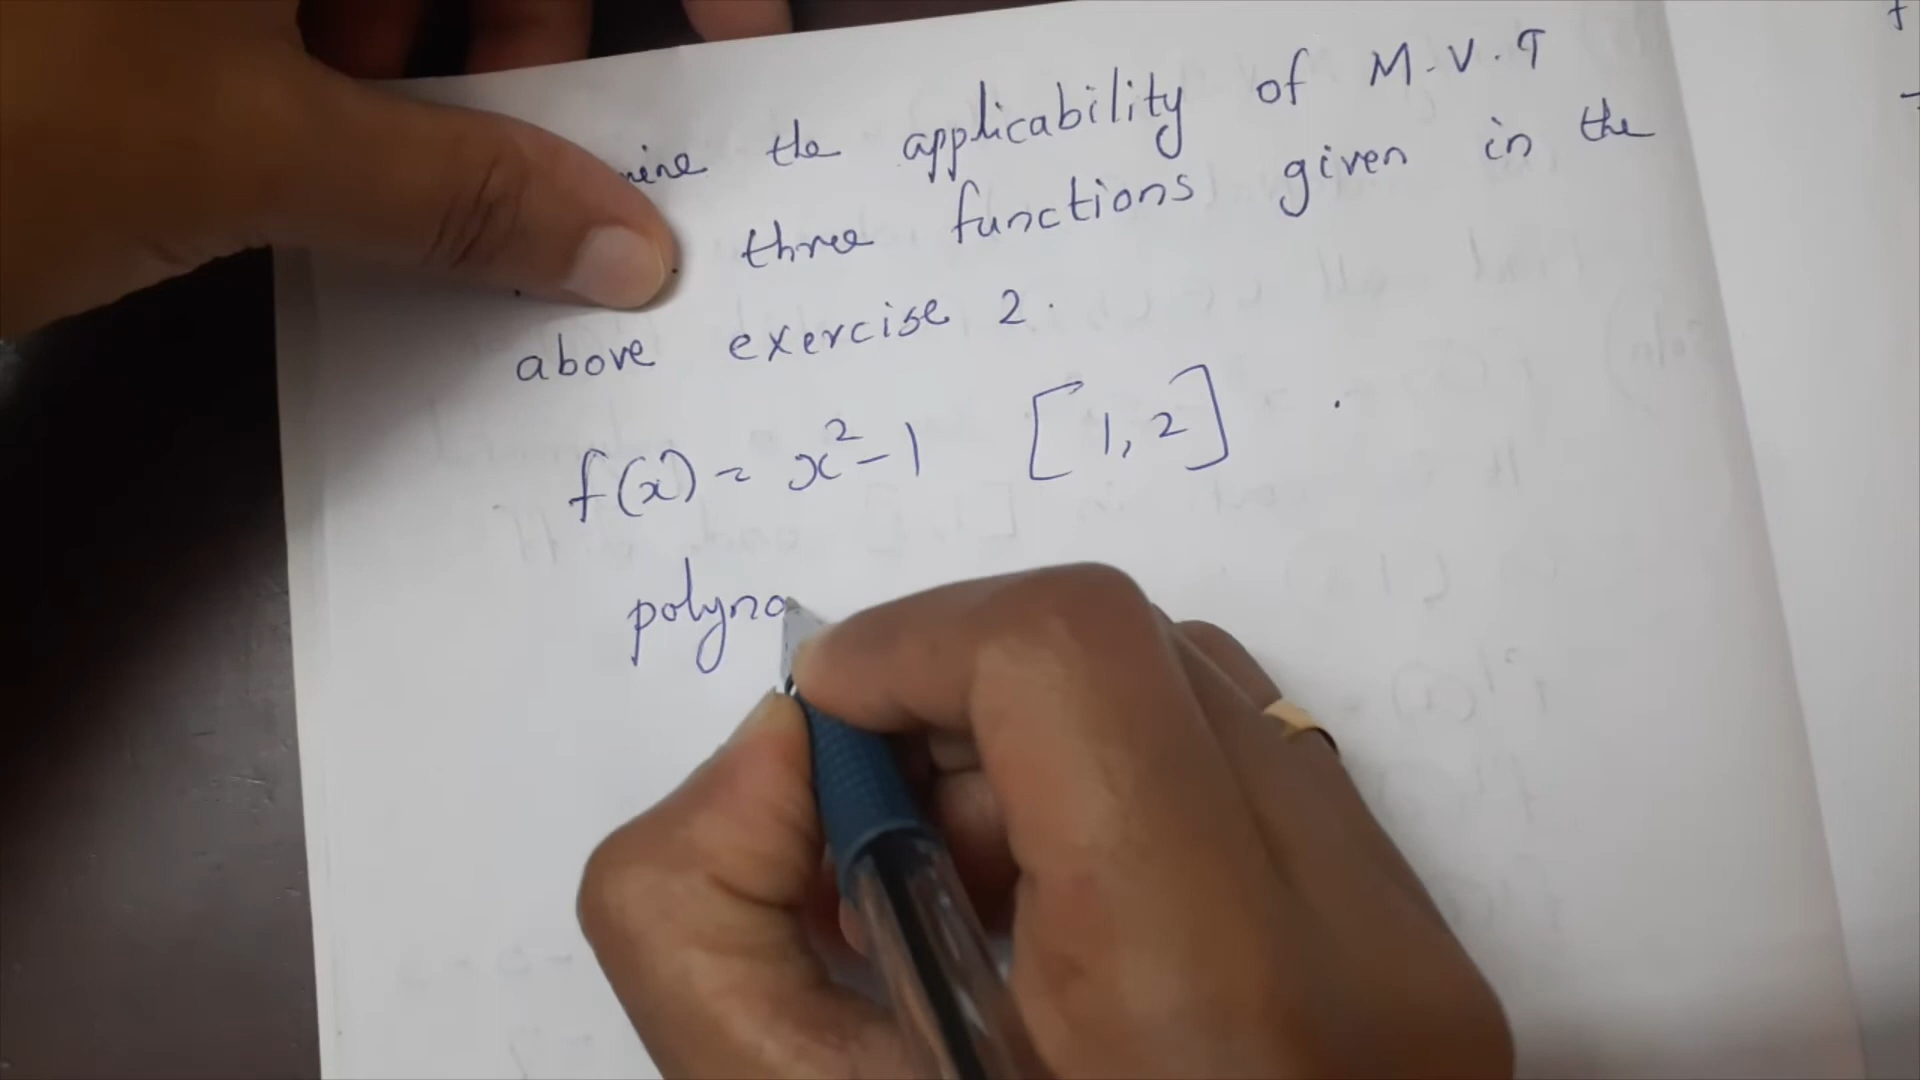 the applicability of M.V.T
three functions given in the
above exercise 2.
f(x) = x²-1 [1, 2]
polyno